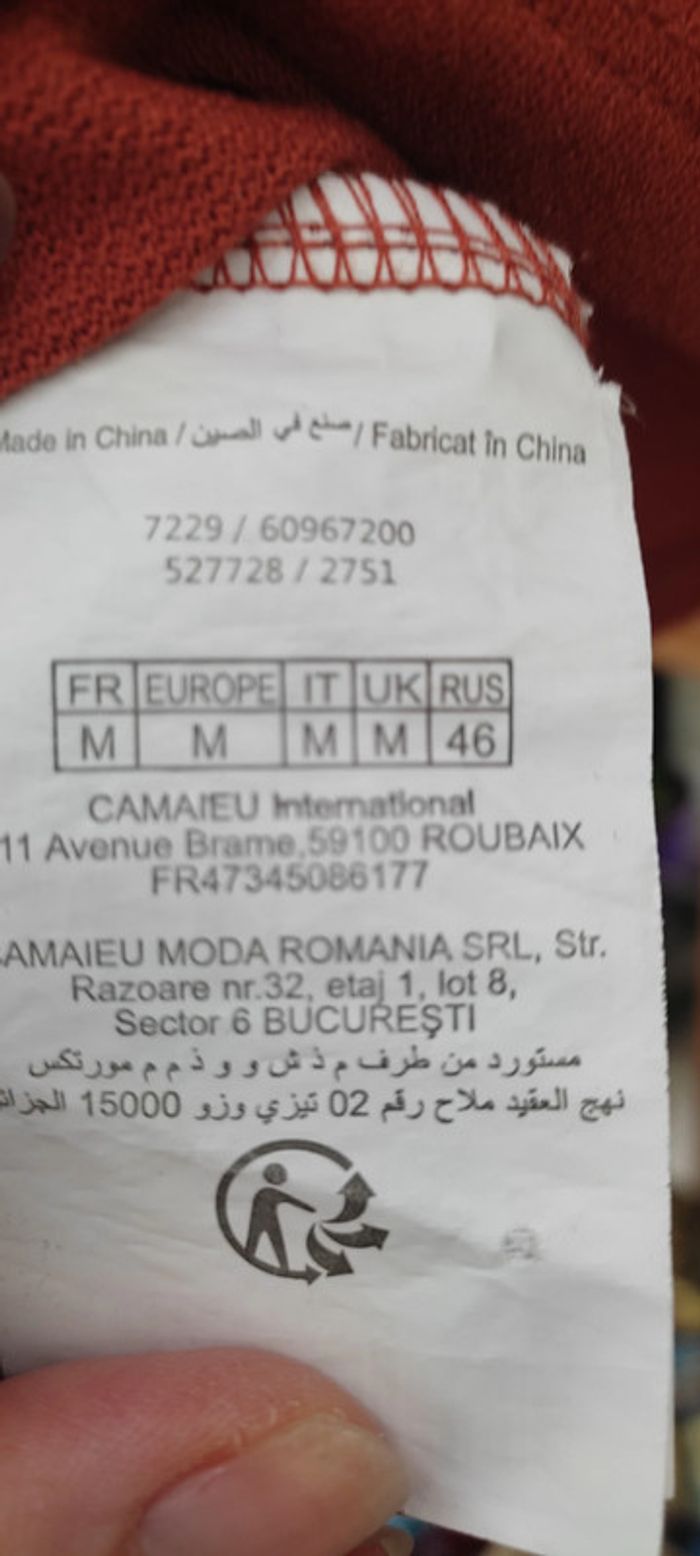 Made in China / صنع في الصين / Fabricat în China
7229 / 60967200
527728 / 2751
FR EUROPE IT UK RUS
M M M M 46
CAMAIEU International
11 Avenue Brame,59100 ROUBAIX
FR47345086177
CAMAIEU MODA ROMANIA SRL, Str.
Razoare nr.32, etaj 1, lot 8,
Sector 6 BUCUREŞTI
مستورد من طرف م ذ ش و و ذ م م مورتكس
نهج العقيد ملاح رقم 02 تيزي وزو 15000 الجزائر